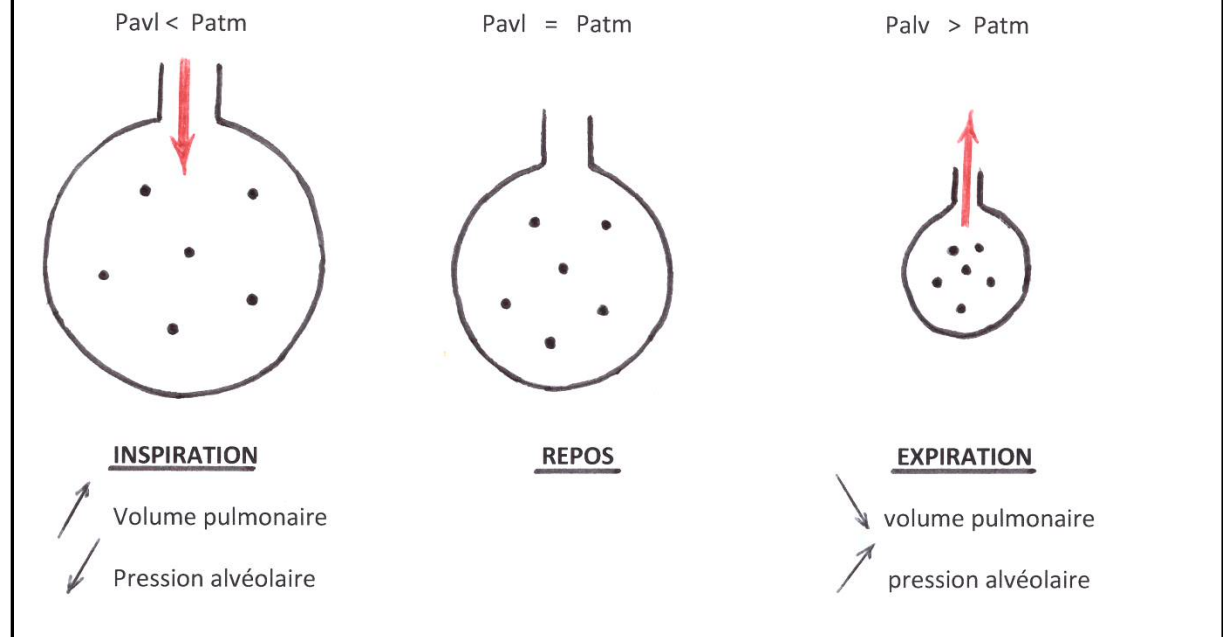 Pavl < Patm
Pavl = Patm
Palv > Patm
INSPIRATION
Volume pulmonaire
Pression alvéolaire
REPOS
EXPIRATION
volume pulmonaire
pression alvéolaire